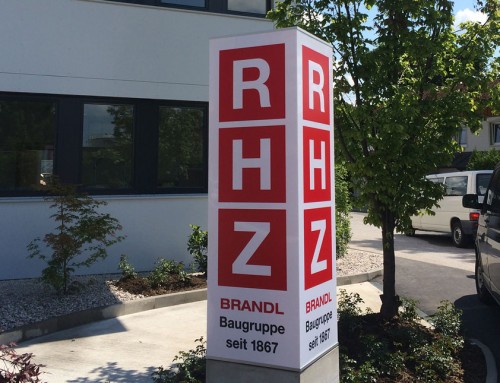 R
H
Z
BRANDL
Baugruppe
seit 1867
R
H
Z
BRANDL
Baugruppe
seit 1867